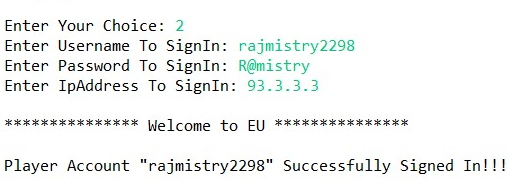 Enter Your Choice: 2
Enter Username To SignIn: rajmistry2298
Enter Password To SignIn: R@mistry
Enter IpAddress To SignIn: 93.3.3.3
*************** Welcome to EU ***************
Player Account "rajmistry2298" Successfully Signed In!!!